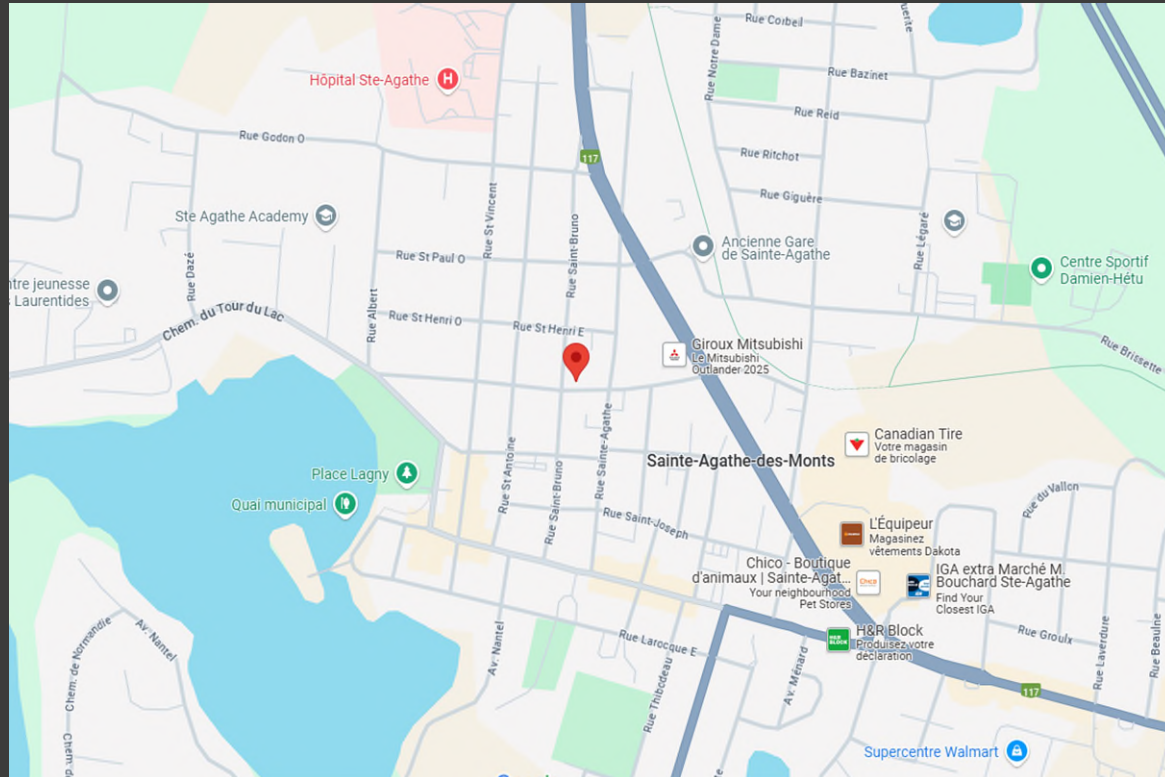 Rue Corbeil
Rue Notre Dame
Rue Bazinet
Hôpital Ste-Agathe
H
Rue Reid
Rue Godon O
117
Rue Ritchot
Rue Giguère
Rue St Vincent
Ste Agathe Academy
Rue Saint-Bruno
Rue Légaré
Ancienne Gare
de Sainte-Agathe
Rue St Paul O
Rue Dazé
Centre Sportif
Damien-Hétu
ntre jeunesse
s Laurentides
Chem. du Tour du Lac
Rue Albert
Rue St Henri O
Rue St Henri E
Giroux Mitsubishi
Le Mitsubishi
Outlander 2025
Rue Brissette
Canadian Tire
Votre magasin
de bricolage
Rue Sainte-Agathe
Sainte-Agathe-des-Monts
Rue St Antoine
Place Lagny
Rue Saint-Bruno
Quai municipal
Rue du Vallon
Rue Saint-Joseph
L'Équipeur
Magasinez
vêtements Dakota
Chico - Boutique
d'animaux | Sainte-Agat...
Your neighbourhood
Pet Stores
Chico
IGA extra Marché M.
Bouchard Ste-Agathe
Find Your
Closest IGA
H&R Block
Produisez votre
déclaration
H&R
BLOCK
Rue Larocque E
Rue Groulx
Rue Laverdure
Rue Beaulne
Av. Nantel
Av. Nantel
Chem. de Normandie
Rue Thibodeau
Av. Ménard
117
Supercentre Walmart
Chem. d